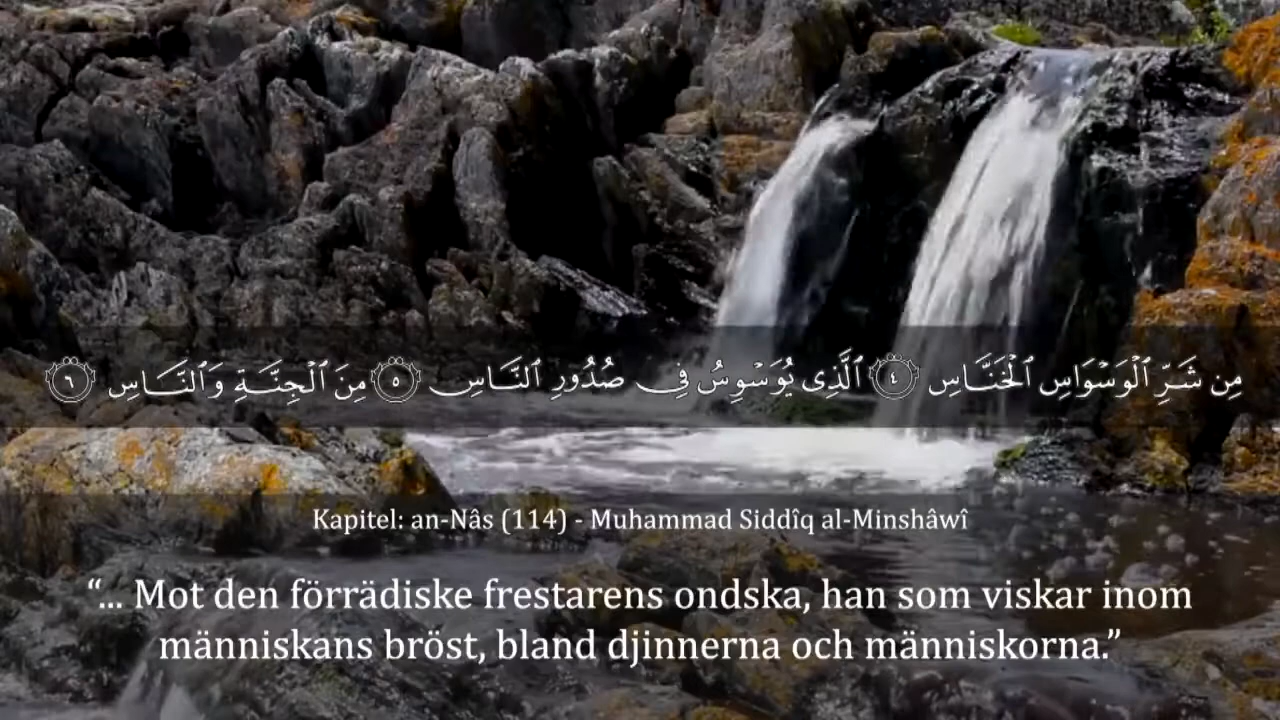 مِن شَرِّ ٱلْوَسْوَاسِ ٱلْخَنَّاسِ ٤ ٱلَّذِى يُوَسْوِسُ فِى صُدُورِ ٱلنَّاسِ ٥ مِنَ ٱلْجِنَّةِ وَٱلنَّاسِ ٦
Kapitel: an-Nâs (114) - Muhammad Siddîq al-Minshâwî
“... Mot den förrädiske frestarens ondska, han som viskar inom
människans bröst, bland djinnerna och människorna.”